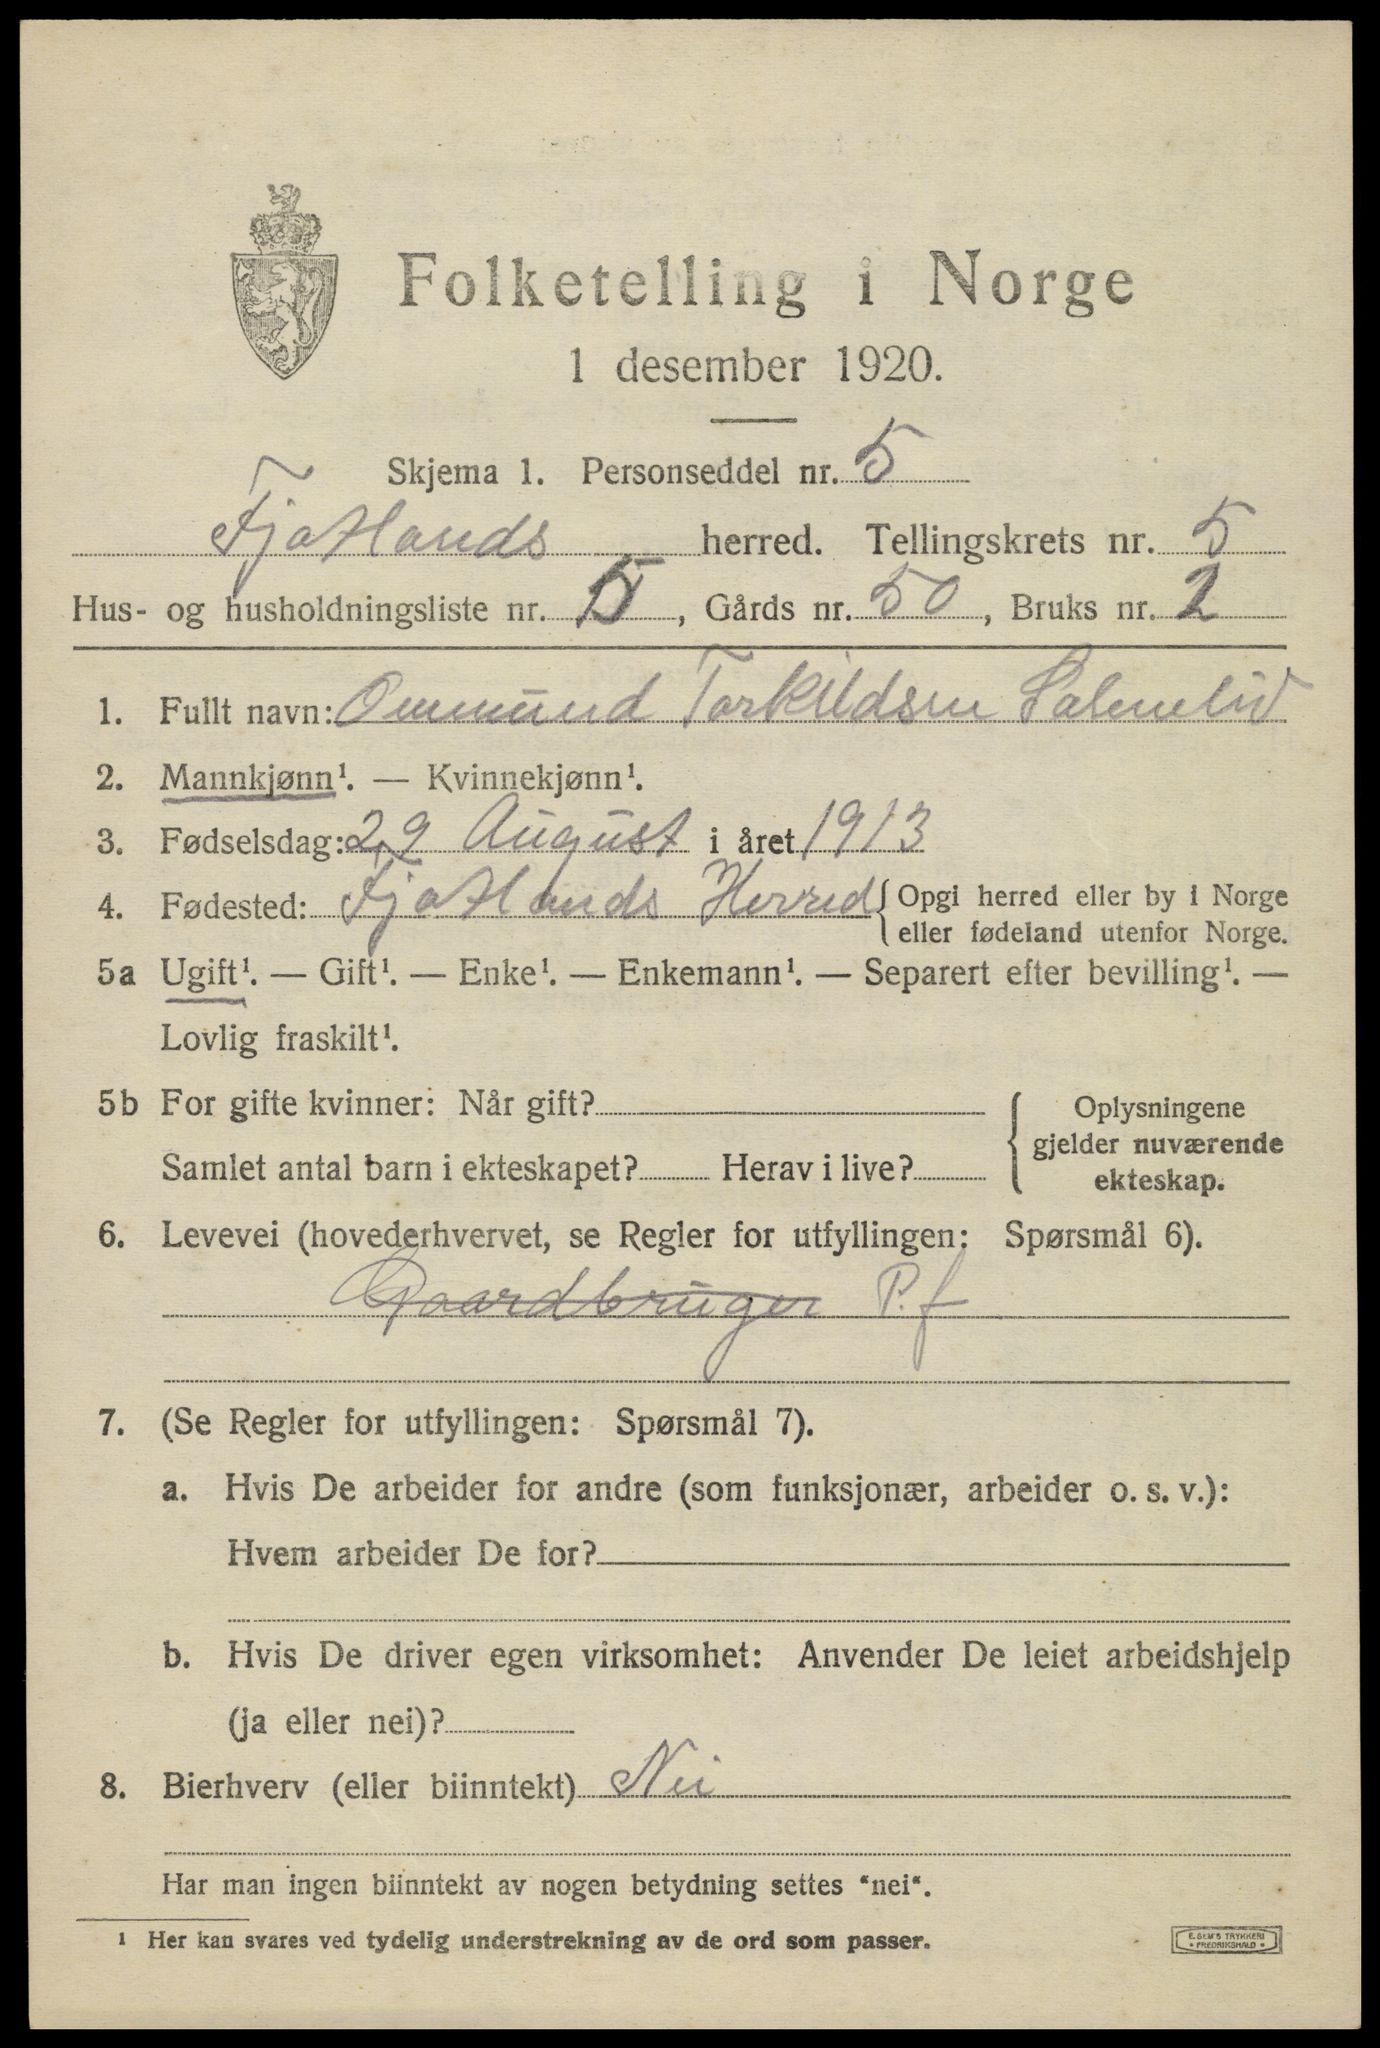 Folketelling i Norge
1 desember 1920.
Skjema 1. Personseddel nr. 5
Fjotlands herred. Tellingskrets nr. 5
Hus- og husholdningsliste nr. 5, Gårds nr. 50, Bruks nr. 2
1. Fullt navn: Ommund Torkildsen Salmelid
2. Mannkjønn¹. — Kvinnekjønn¹.
3. Fødselsdag: 29 August i året 1913
4. Fødested: Fjotlands Herred { Opgi herred eller by i Norge
eller fødeland utenfor Norge.
5a Ugift¹. — Gift¹. — Enke¹. — Enkemann¹. — Separert efter bevilling¹. —
Lovlig fraskilt¹.
5b For gifte kvinner: Når gift?
Samlet antal barn i ekteskapet? Herav i live?
{ Oplysningene
gjelder nuværende
ekteskap.
6. Levevei (hovederhvervet, se Regler for utfyllingen: Spørsmål 6).
Gaardbruger P.f
7. (Se Regler for utfyllingen: Spørsmål 7).
a. Hvis De arbeider for andre (som funksjonær, arbeider o. s. v.):
Hvem arbeider De for?
b. Hvis De driver egen virksomhet: Anvender De leiet arbeidshjelp
(ja eller nei)?
8. Bierhverv (eller biinntekt) Nei
Har man ingen biinntekt av nogen betydning settes "nei".
¹ Her kan svares ved tydelig understrekning av de ord som passer.
E. SEM'S TRYKKERI
• FREDRIKSHALD •